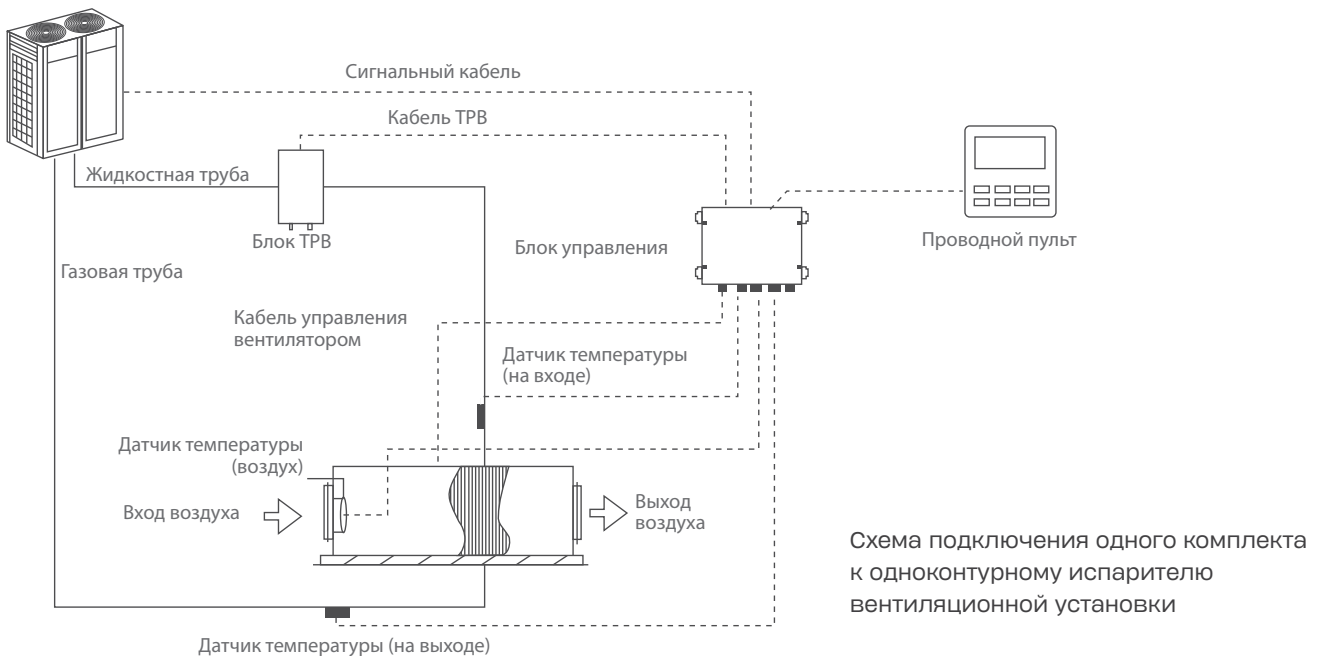 Сигнальный кабель
Кабель ТРВ
Жидкостная труба
Блок ТРВ
Блок управления
Проводной пульт
Газовая труба
Кабель управления
вентилятором
Датчик температуры
(на входе)
Датчик температуры
(воздух)
Вход воздуха
Выход
воздуха
Схема подключения одного комплекта
к одноконтурному испарителю
вентиляционной установки
Датчик температуры (на выходе)